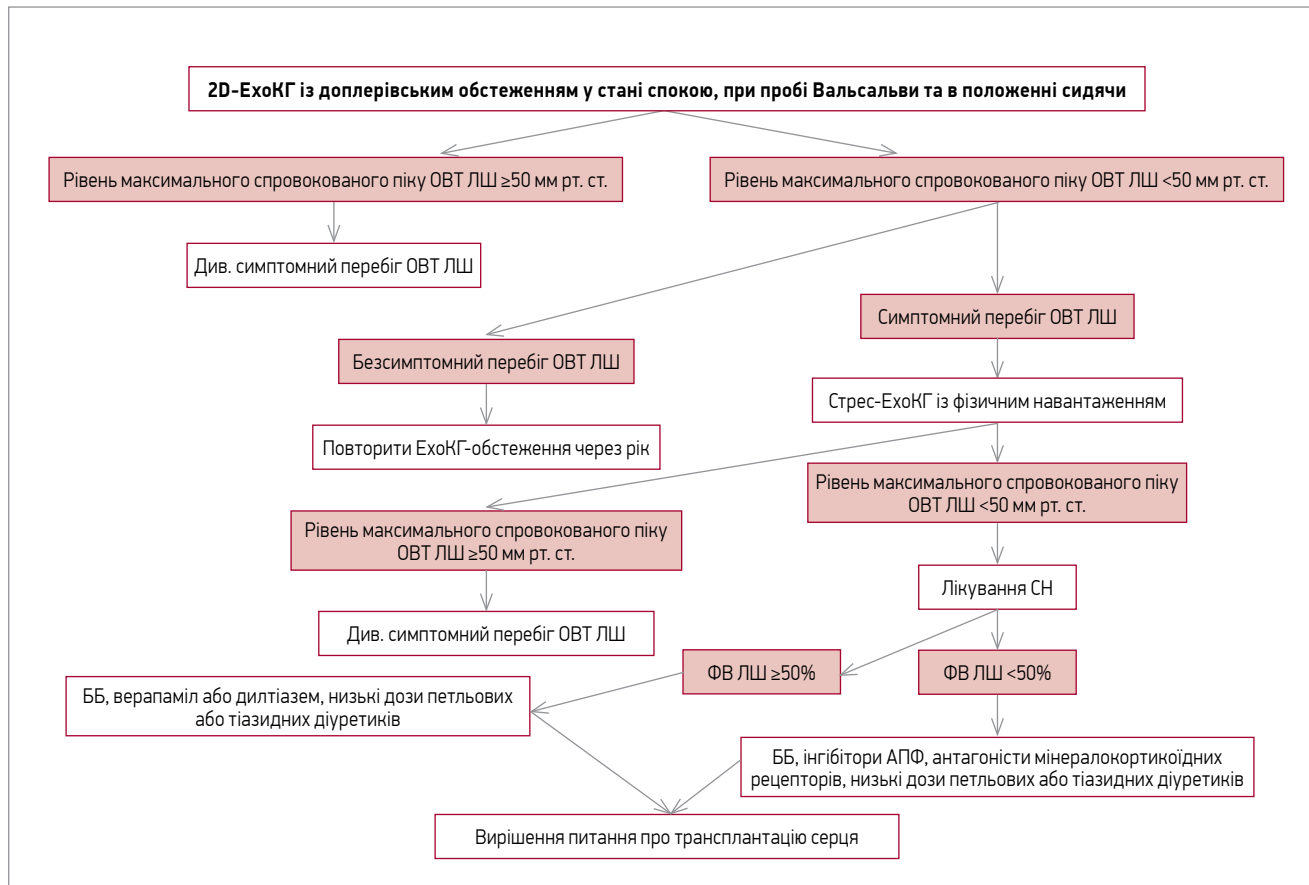 2D-ЕхоКГ із доплерівським обстеженням у стані спокою, при пробі Вальсальви та в положенні сидячи
Рівень максимального спровокованого піку ОВТ ЛШ ≥50 мм рт. ст.
Рівень максимального спровокованого піку ОВТ ЛШ <50 мм рт. ст.
Див. симптомний перебіг ОВТ ЛШ
Симптомний перебіг ОВТ ЛШ
Безсимптомний перебіг ОВТ ЛШ
Стрес-ЕхоКГ із фізичним навантаженням
Повторити ЕхоКГ-обстеження через рік
Рівень максимального спровокованого піку
ОВТ ЛШ <50 мм рт. ст.
Рівень максимального спровокованого піку
ОВТ ЛШ ≥50 мм рт. ст.
Лікування СН
Див. симптомний перебіг ОВТ ЛШ
ФВ ЛШ ≥50%
ФВ ЛШ <50%
ББ, верапаміл або дилтіазем, низькі дози петльових
або тіазидних діуретиків
ББ, інгібітори АПФ, антагоністи мінералокортикоїдних
рецепторів, низькі дози петльових або тіазидних діуретиків
Вирішення питання про трансплантацію серця